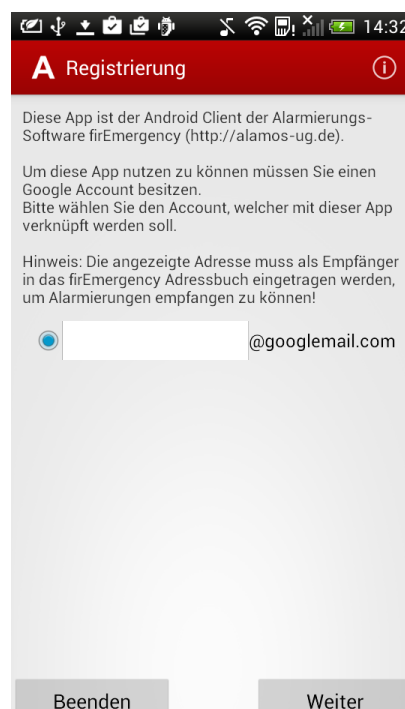 14:32
A Registrierung
Diese App ist der Android Client der Alarmierungs-
Software firEmergency (http://alamos-ug.de).
Um diese App nutzen zu können müssen Sie einen
Google Account besitzen.
Bitte wählen Sie den Account, welcher mit dieser App
verknüpft werden soll.
Hinweis: Die angezeigte Adresse muss als Empfänger
in das firEmergency Adressbuch eingetragen werden,
um Alarmierungen empfangen zu können!
@googlemail.com
Beenden Weiter